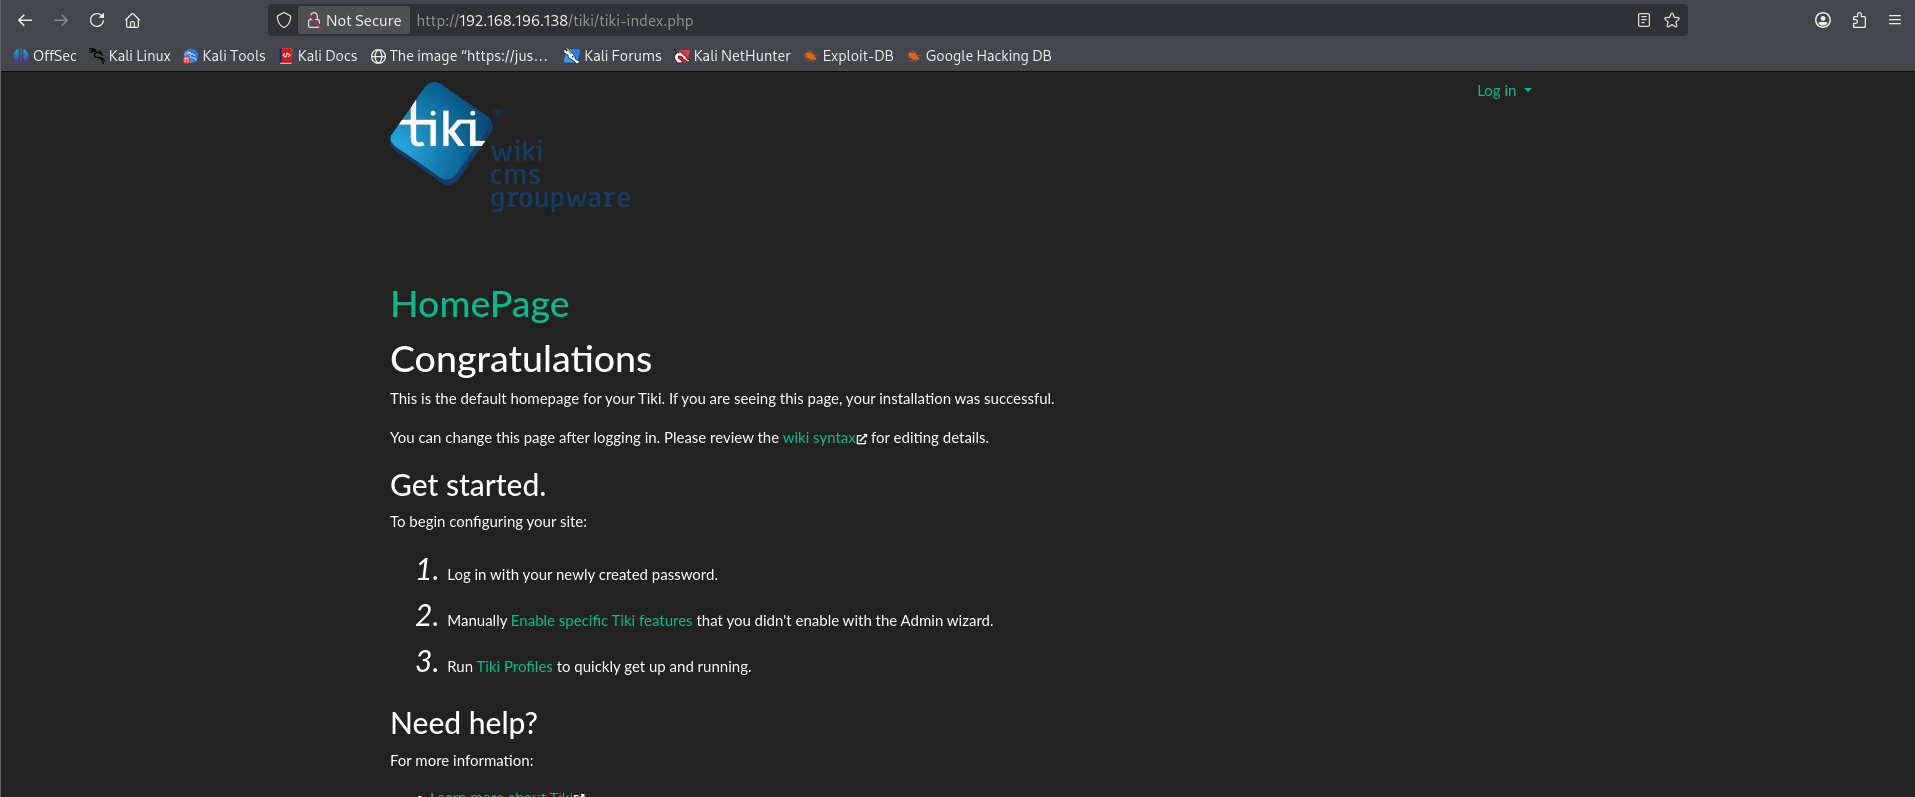 Not Secure http://192.168.196.138/tiki/tiki-index.php
OffSec Kali Linux Kali Tools Kali Docs The image “https://jus… Kali Forums Kali NetHunter Exploit-DB Google Hacking DB
Log in
tiki®
wiki
cms
groupware
HomePage
Congratulations
This is the default homepage for your Tiki. If you are seeing this page, your installation was successful.
You can change this page after logging in. Please review the wiki syntax for editing details.
Get started.
To begin configuring your site:
1. Log in with your newly created password.
2. Manually Enable specific Tiki features that you didn't enable with the Admin wizard.
3. Run Tiki Profiles to quickly get up and running.
Need help?
For more information:
Learn more about Tiki